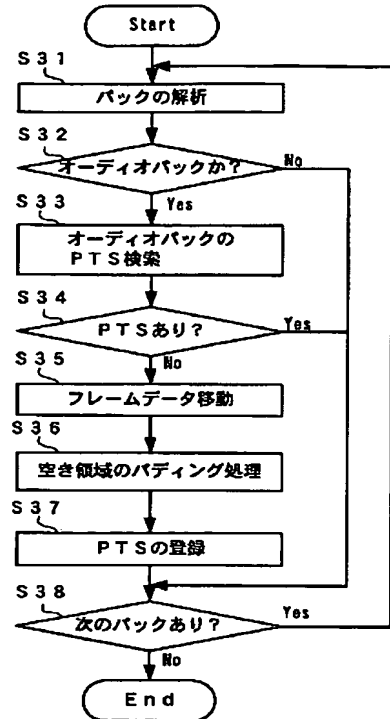 Start
S31
パックの解析
S32
オーディオパックか?
No
Yes
S33
オーディオパックの
PTS検索
S34
PTSあり?
Yes
No
S35
フレームデータ移動
S36
空き領域のパディング処理
S37
PTSの登録
S38
次のパックあり?
Yes
No
End